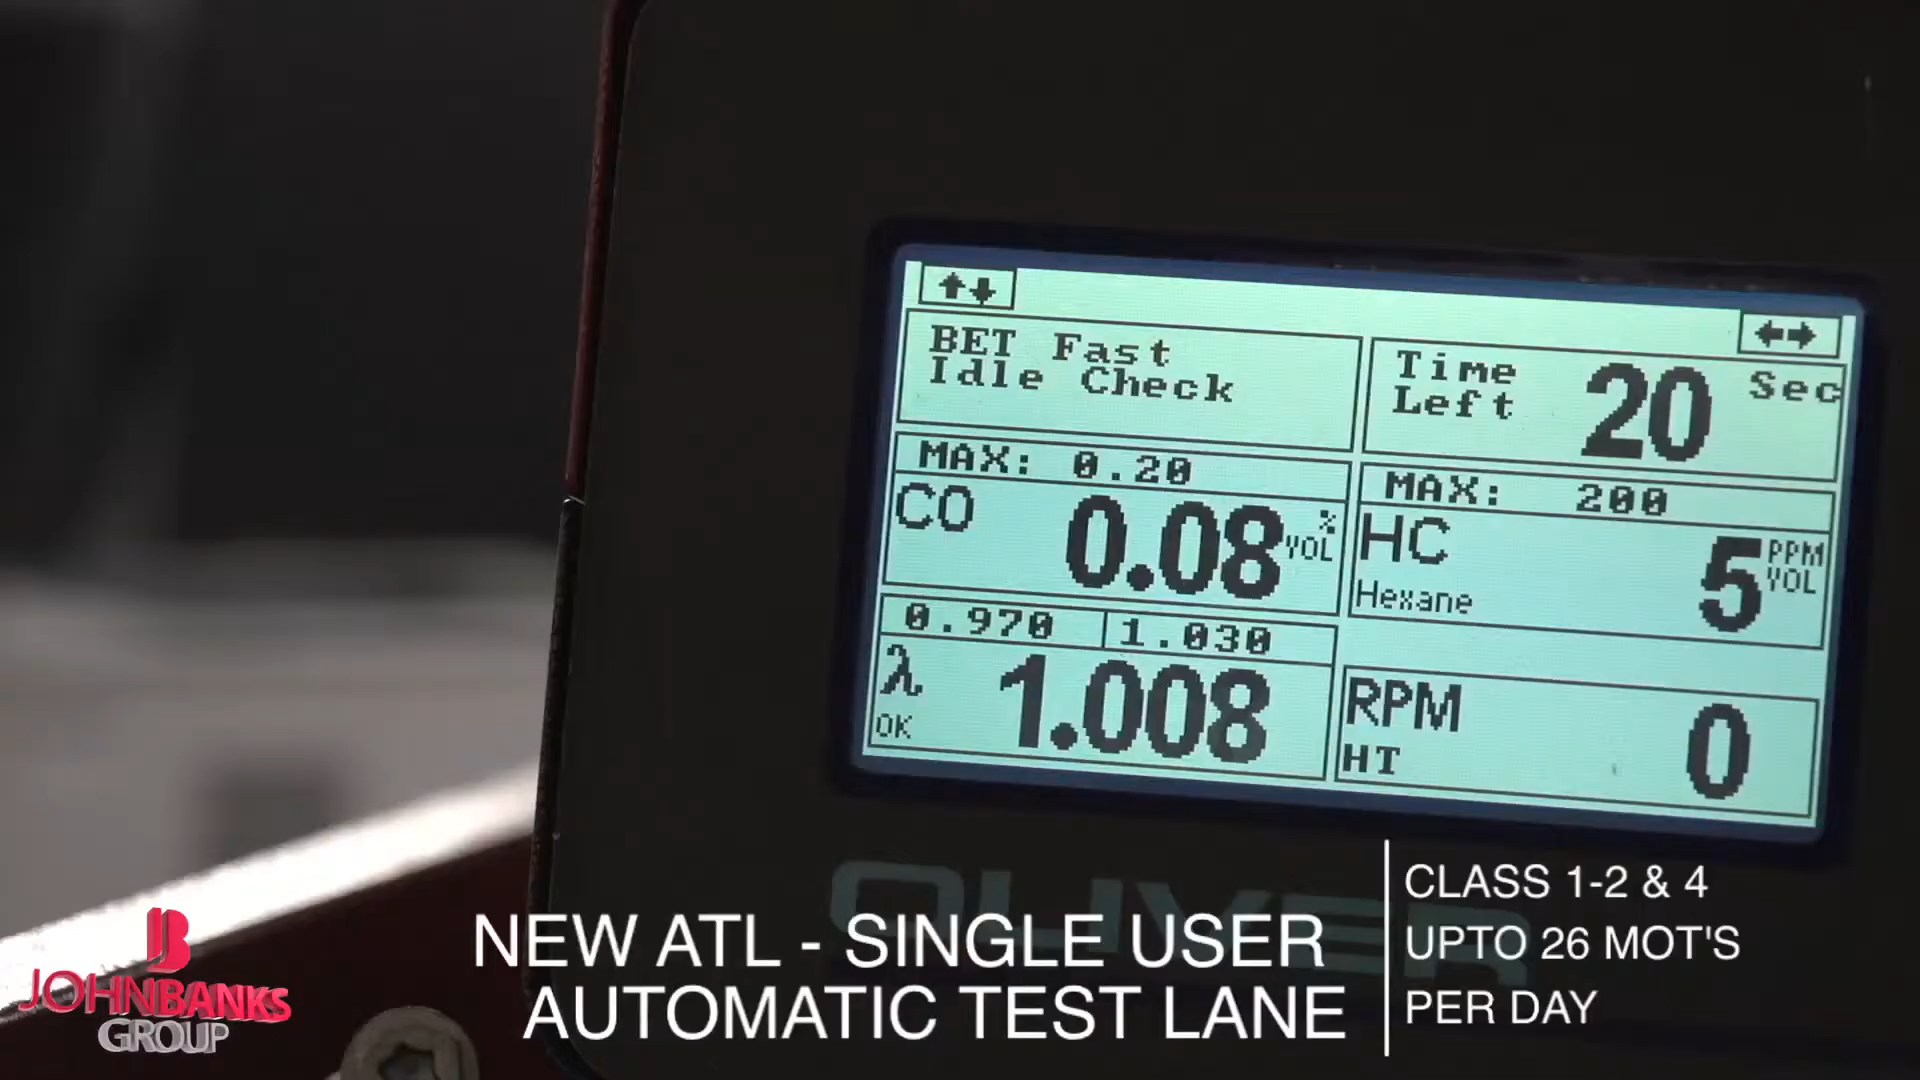 BET Fast
Idle Check
Time
Left
20
Sec
MAX: 0.20
CO
0.08
%
VOL
MAX: 200
HC
Hexane
5
PPM
VOL
0.970
1.030
λ
OK
1.008
RPM
HT
0
OLIVER
NEW ATL - SINGLE USER
AUTOMATIC TEST LANE
CLASS 1-2 & 4
UPTO 26 MOT'S
PER DAY
JB
JOHNBANKS
GROUP